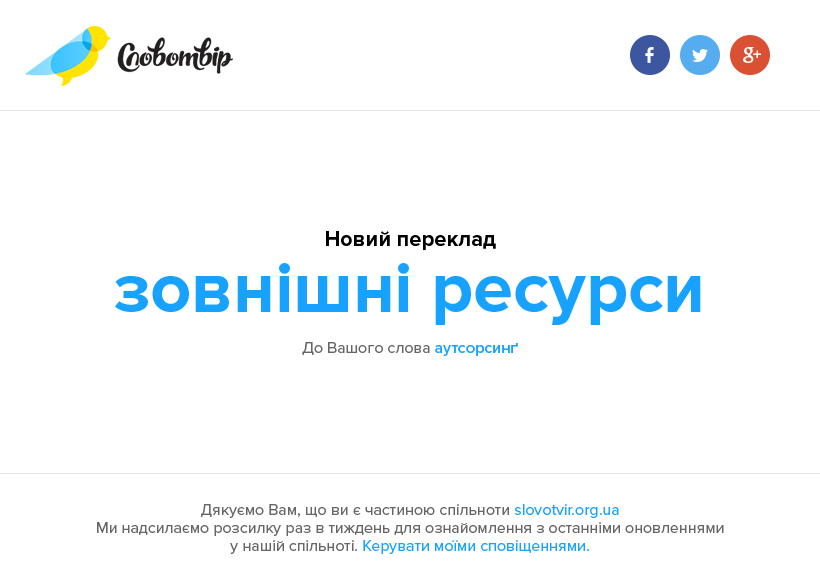 Словотвір
f
g+
Новий переклад
зовнішні ресурси
До Вашого слова аутсорсинґ
Дякуємо Вам, що ви є частиною спільноти slovotvir.org.ua
Ми надсилаємо розсилку раз в тиждень для ознайомлення з останніми оновленнями
у нашій спільноті. Керувати моїми сповіщеннями.